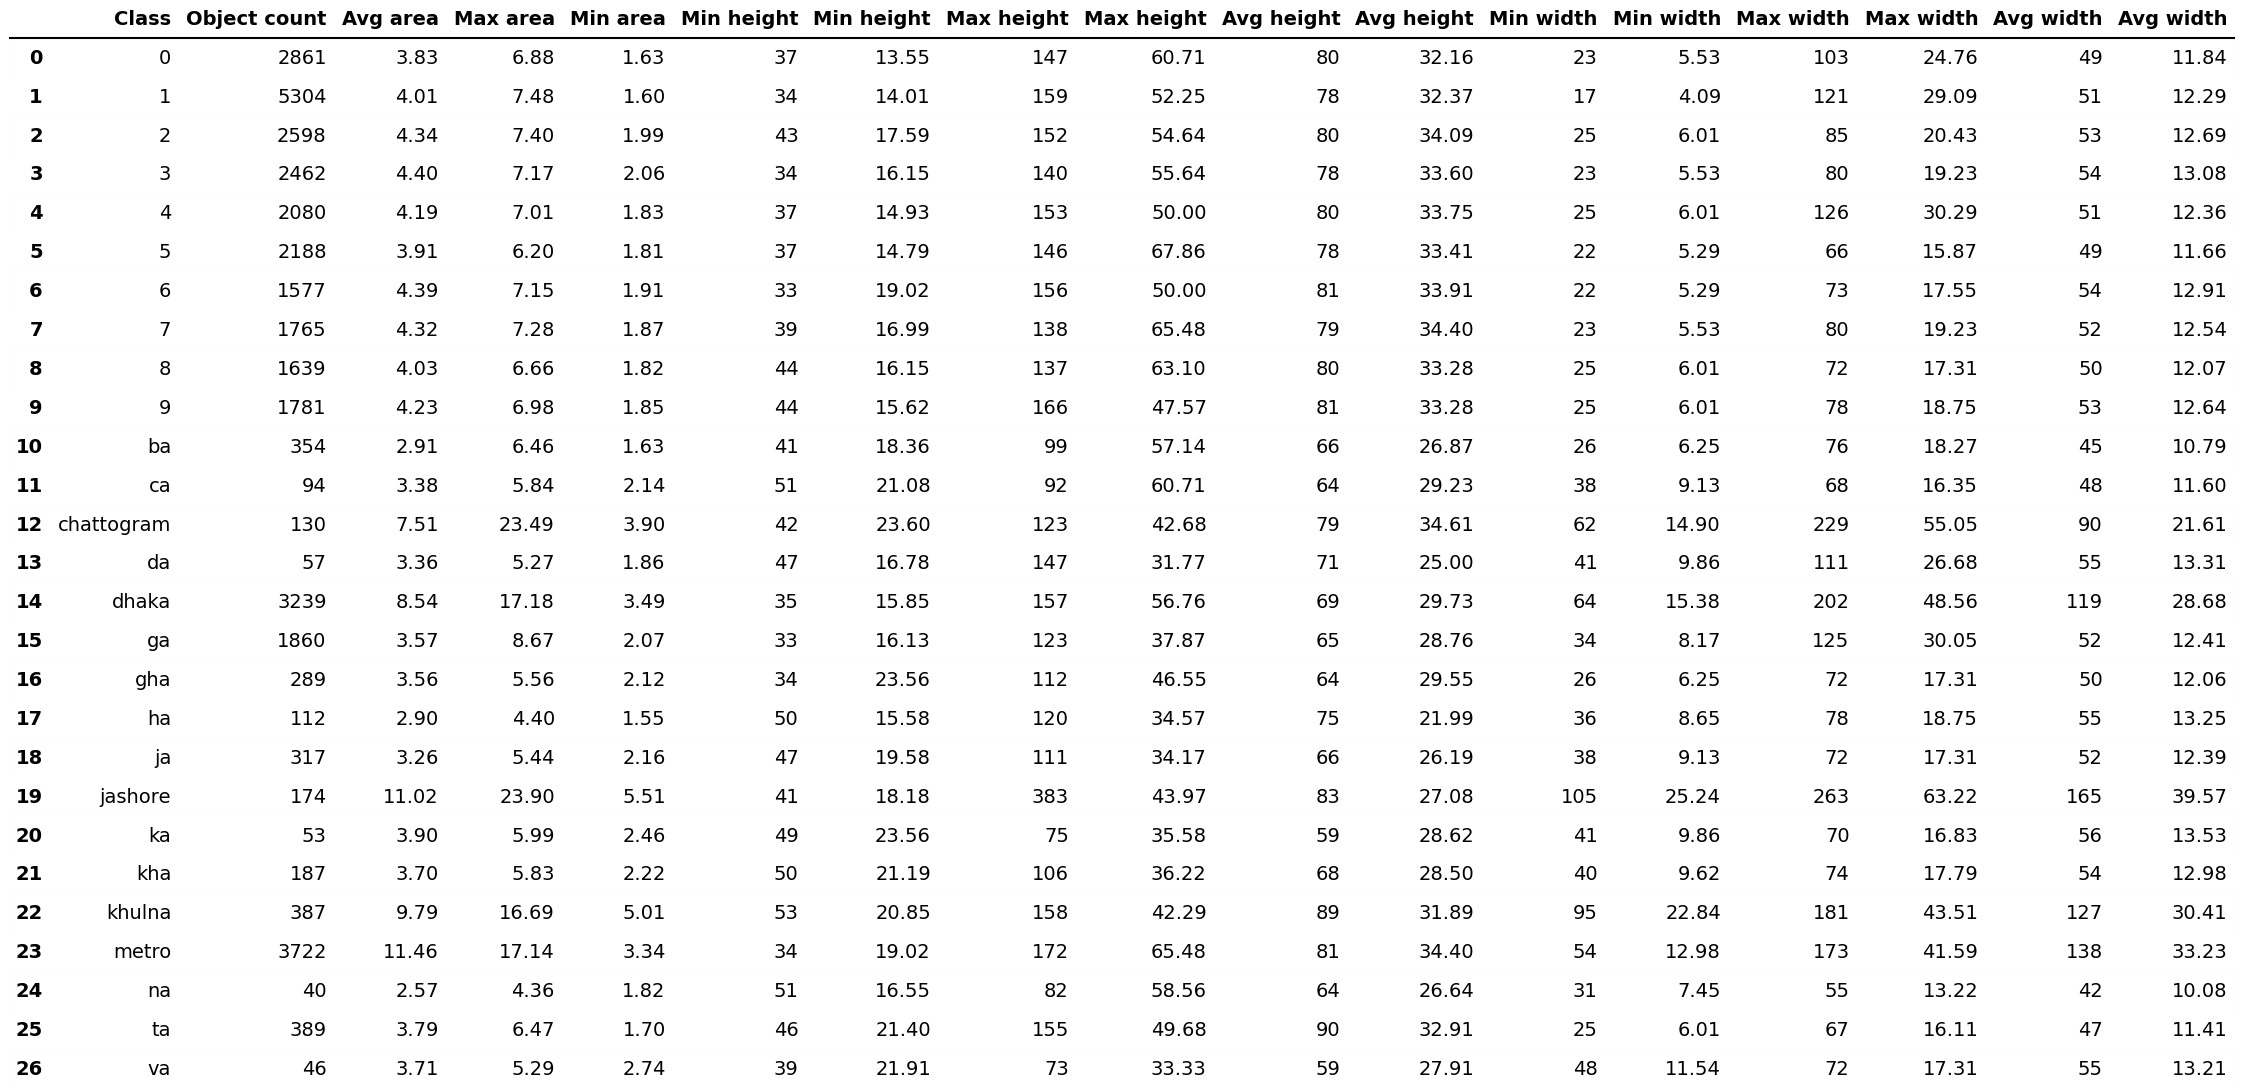 Class Object count Avg area Max area Min area Min height Min height Max height Max height Avg height Avg height Min width Min width Max width Max width Avg width Avg width
0 0 2861 3.83 6.88 1.63 37 13.55 147 60.71 80 32.16 23 5.53 103 24.76 49 11.84
1 1 5304 4.01 7.48 1.60 34 14.01 159 52.25 78 32.37 17 4.09 121 29.09 51 12.29
2 2 2598 4.34 7.40 1.99 43 17.59 152 54.64 80 34.09 25 6.01 85 20.43 53 12.69
3 3 2462 4.40 7.17 2.06 34 16.15 140 55.64 78 33.60 23 5.53 80 19.23 54 13.08
4 4 2080 4.19 7.01 1.83 37 14.93 153 50.00 80 33.75 25 6.01 126 30.29 51 12.36
5 5 2188 3.91 6.20 1.81 37 14.79 146 67.86 78 33.41 22 5.29 66 15.87 49 11.66
6 6 1577 4.39 7.15 1.91 33 19.02 156 50.00 81 33.91 22 5.29 73 17.55 54 12.91
7 7 1765 4.32 7.28 1.87 39 16.99 138 65.48 79 34.40 23 5.53 80 19.23 52 12.54
8 8 1639 4.03 6.66 1.82 44 16.15 137 63.10 80 33.28 25 6.01 72 17.31 50 12.07
9 9 1781 4.23 6.98 1.85 44 15.62 166 47.57 81 33.28 25 6.01 78 18.75 53 12.64
10 ba 354 2.91 6.46 1.63 41 18.36 99 57.14 66 26.87 26 6.25 76 18.27 45 10.79
11 ca 94 3.38 5.84 2.14 51 21.08 92 60.71 64 29.23 38 9.13 68 16.35 48 11.60
12 chattogram 130 7.51 23.49 3.90 42 23.60 123 42.68 79 34.61 62 14.90 229 55.05 90 21.61
13 da 57 3.36 5.27 1.86 47 16.78 147 31.77 71 25.00 41 9.86 111 26.68 55 13.31
14 dhaka 3239 8.54 17.18 3.49 35 15.85 157 56.76 69 29.73 64 15.38 202 48.56 119 28.68
15 ga 1860 3.57 8.67 2.07 33 16.13 123 37.87 65 28.76 34 8.17 125 30.05 52 12.41
16 gha 289 3.56 5.56 2.12 34 23.56 112 46.55 64 29.55 26 6.25 72 17.31 50 12.06
17 ha 112 2.90 4.40 1.55 50 15.58 120 34.57 75 21.99 36 8.65 78 18.75 55 13.25
18 ja 317 3.26 5.44 2.16 47 19.58 111 34.17 66 26.19 38 9.13 72 17.31 52 12.39
19 jashore 174 11.02 23.90 5.51 41 18.18 383 43.97 83 27.08 105 25.24 263 63.22 165 39.57
20 ka 53 3.90 5.99 2.46 49 23.56 75 35.58 59 28.62 41 9.86 70 16.83 56 13.53
21 kha 187 3.70 5.83 2.22 50 21.19 106 36.22 68 28.50 40 9.62 74 17.79 54 12.98
22 khulna 387 9.79 16.69 5.01 53 20.85 158 42.29 89 31.89 95 22.84 181 43.51 127 30.41
23 metro 3722 11.46 17.14 3.34 34 19.02 172 65.48 81 34.40 54 12.98 173 41.59 138 33.23
24 na 40 2.57 4.36 1.82 51 16.55 82 58.56 64 26.64 31 7.45 55 13.22 42 10.08
25 ta 389 3.79 6.47 1.70 46 21.40 155 49.68 90 32.91 25 6.01 67 16.11 47 11.41
26 va 46 3.71 5.29 2.74 39 21.91 73 33.33 59 27.91 48 11.54 72 17.31 55 13.21